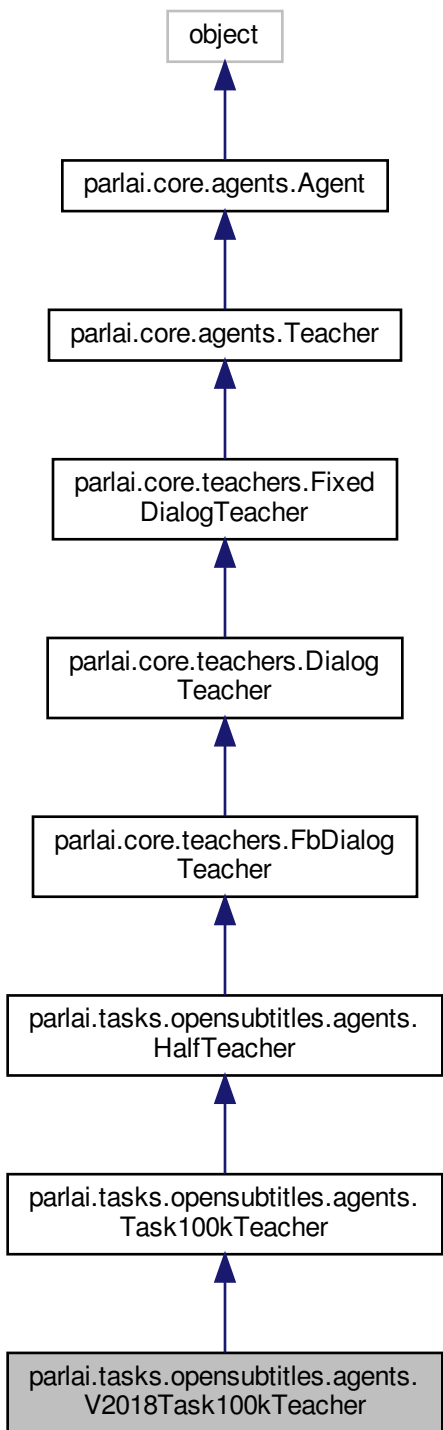 object
parlai.core.agents.Agent
parlai.core.agents.Teacher
parlai.core.teachers.Fixed
DialogTeacher
parlai.core.teachers.Dialog
Teacher
parlai.core.teachers.FbDialog
Teacher
parlai.tasks.opensubtitles.agents.
HalfTeacher
parlai.tasks.opensubtitles.agents.
Task100kTeacher
parlai.tasks.opensubtitles.agents.
V2018Task100kTeacher